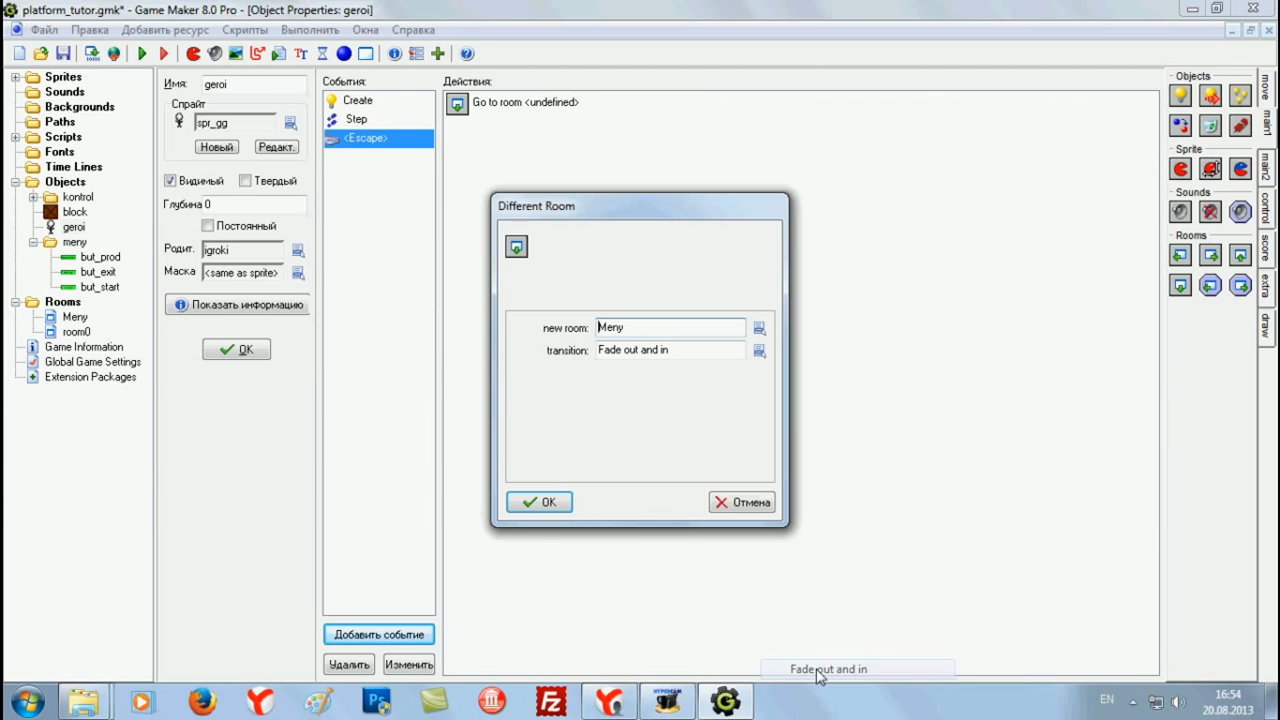 platform_tutor.gmk* - Game Maker 8.0 Pro - [Object Properties: geroi]
Файл Правка Добавить ресурс Скрипты Выполнить Окна Справка
Sprites
Sounds
Backgrounds
Paths
Scripts
Fonts
Time Lines
Objects
kontrol
block
geroi
meny
but_prod
but_exit
but_start
Rooms
Meny
room0
Game Information
Global Game Settings
Extension Packages
Имя: geroi
Спрайт
spr_gg
Новый Редакт.
Видимый Твердый
Глубина 0
Постоянный
Родит. igroki
Маска <same as sprite>
Показать информацию
OK
События:
Create
Step
<Escape>
Добавить событие
Удалить Изменить
Действия:
Go to room <undefined>
Different Room
new room: Meny
transition: Fade out and in
OK Отмена
Fade out and in
Objects
Sprite
Sounds
Rooms
move
main1
main2
control
score
extra
draw
EN
16:54
20.08.2013
HYPERCAM